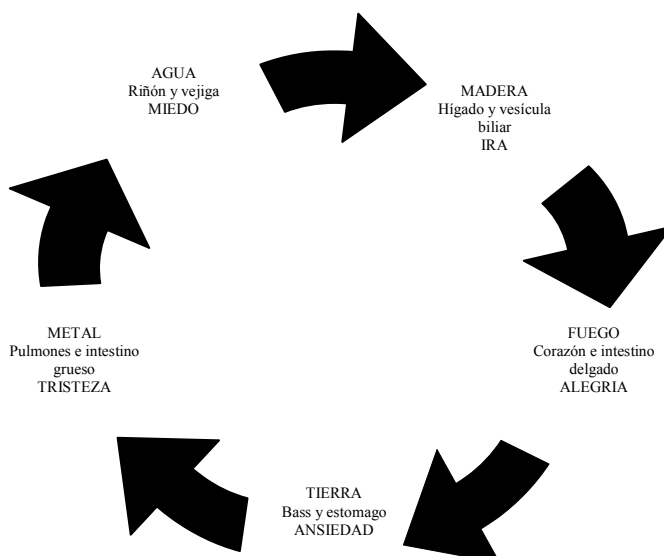 AGUA
Riñón y vejiga
MIEDO
MADERA
Hígado y vesícula
biliar
IRA
FUEGO
Corazón e intestino
delgado
ALEGRIA
TIERRA
Bass y estomago
ANSIEDAD
METAL
Pulmones e intestino
grueso
TRISTEZA